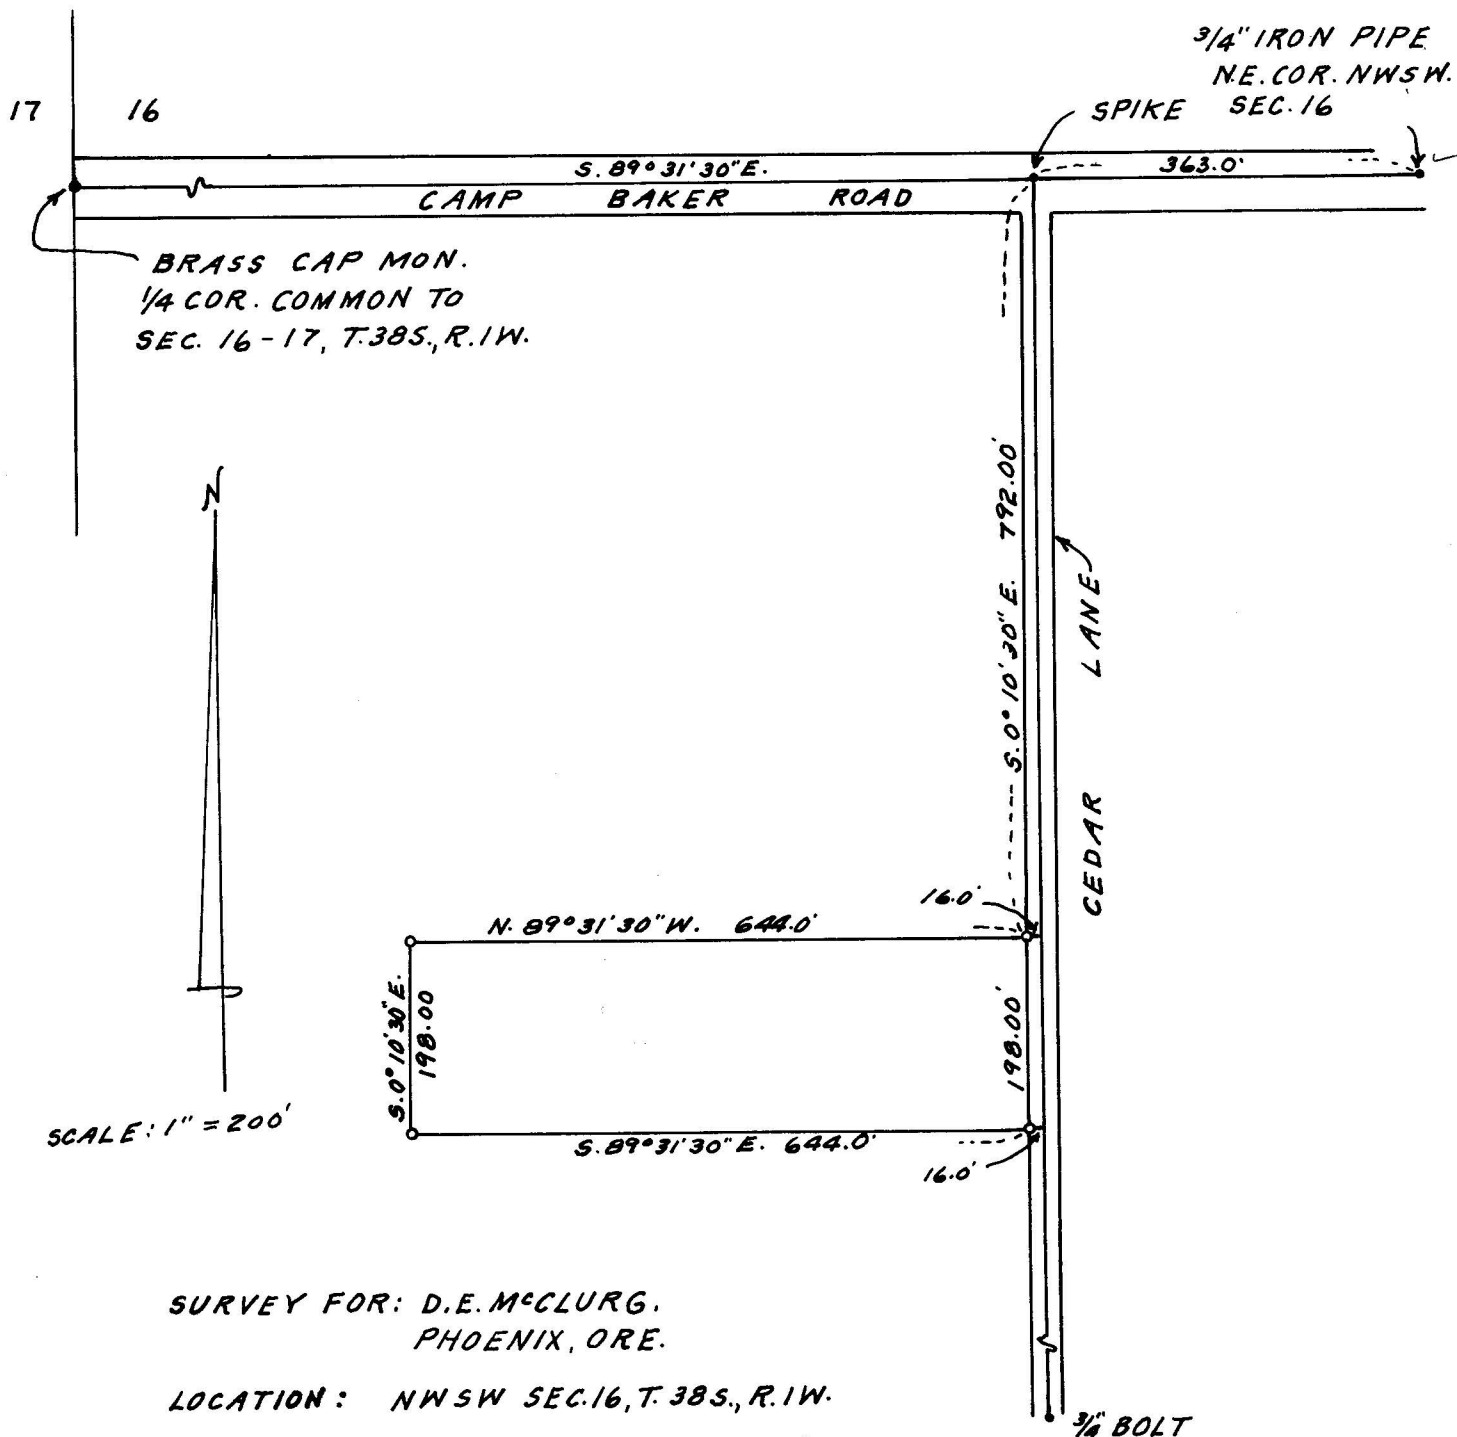 3/4" IRON PIPE
N.E. COR. NWSW.
SEC. 16
SPIKE
17 16
S. 89° 31' 30" E.
363.0'
CAMP BAKER ROAD
BRASS CAP MON.
1/4 COR. COMMON TO
SEC. 16-17, T.38S., R.1W.
N
S. 0° 10' 30" E. 792.00'
CEDAR LANE
16.0'
N. 89° 31' 30" W. 644.0'
S. 0° 10' 30" E.
198.00
198.00'
SCALE: 1" = 200'
S. 89° 31' 30" E. 644.0'
16.0'
SURVEY FOR: D.E. McCLURG.
PHOENIX, ORE.
LOCATION: NWSW SEC.16, T.38S., R.1W.
3/4" BOLT